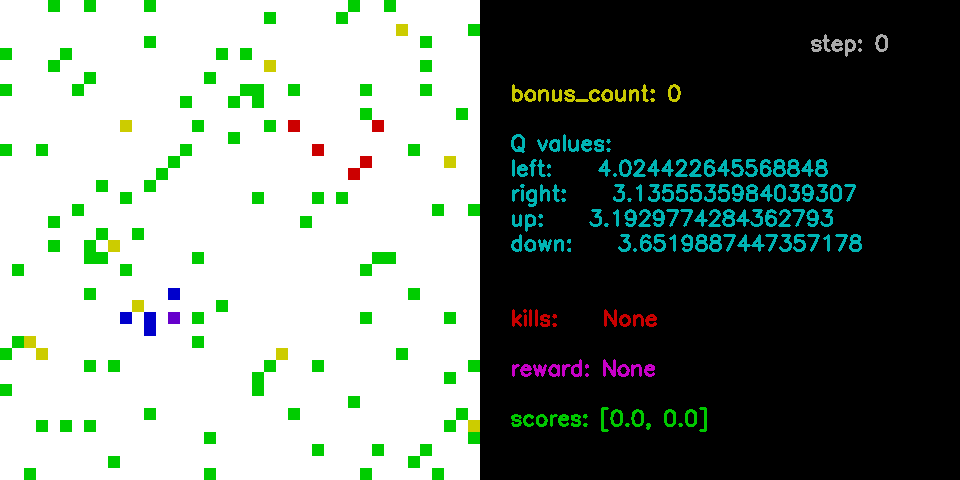 step: 0
bonus_count: 0
Q values:
left: 4.024422645568848
right: 3.1355535984039307
up: 3.1929774284362793
down: 3.6519887447357178
kills: None
reward: None
scores: [0.0, 0.0]